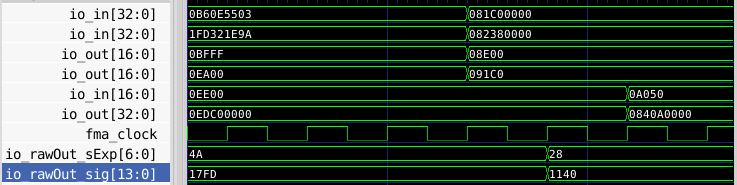 io_in[32:0] 0B60E5503 081C00000
io_in[32:0] 1FD321E9A 082380000
io_out[16:0] 0BFFF 08E00
io_out[16:0] 0EA00 091C0
io_in[16:0] 0EE00 0A050
io_out[32:0] 0EDC00000 0840A0000
fma_clock
io_rawOut_sExp[6:0] 4A 28
io_rawOut_sig[13:0] 17FD 1140